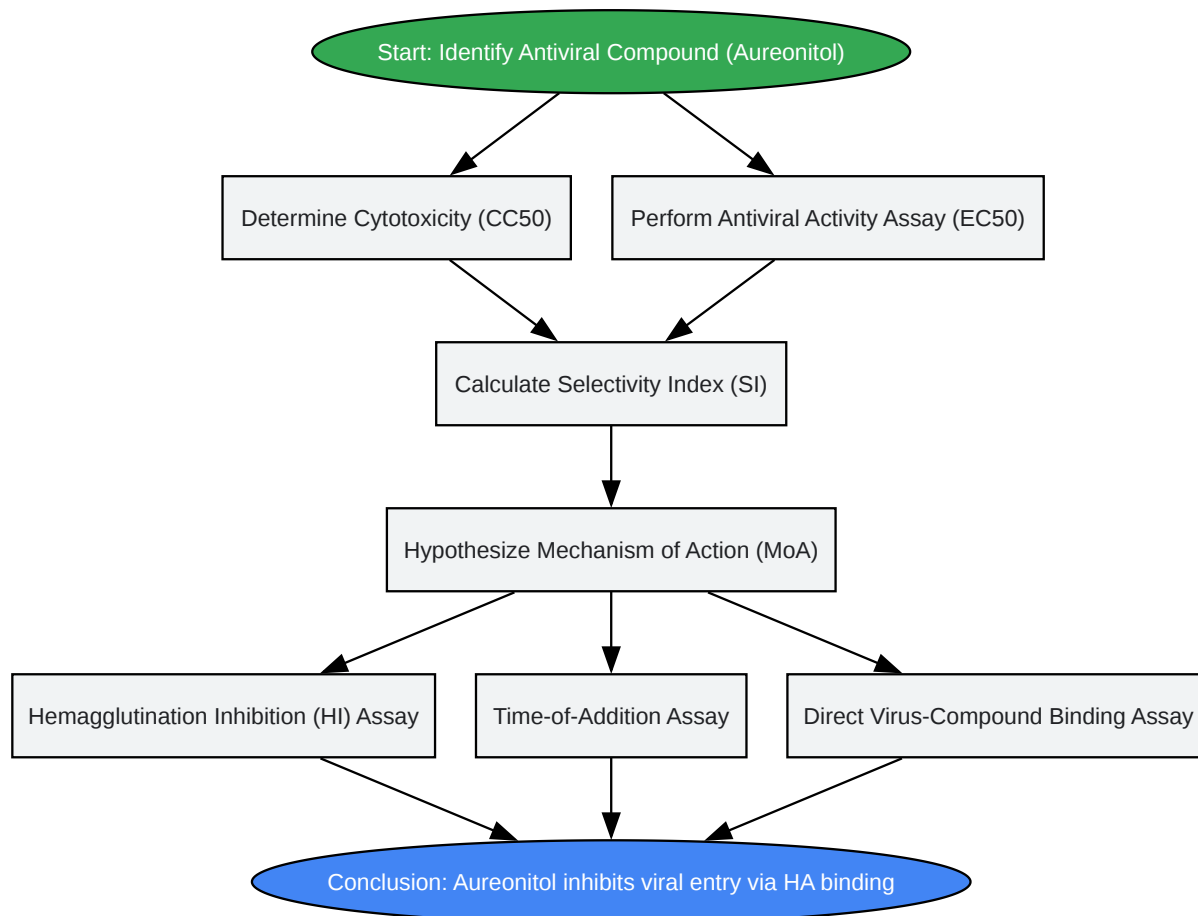 Start: Identify Antiviral Compound (Aureonitol)
Determine Cytotoxicity (CC50)
Perform Antiviral Activity Assay (EC50)
Calculate Selectivity Index (SI)
Hypothesize Mechanism of Action (MoA)
Hemagglutination Inhibition (HI) Assay
Time-of-Addition Assay
Direct Virus-Compound Binding Assay
Conclusion: Aureonitol inhibits viral entry via HA binding